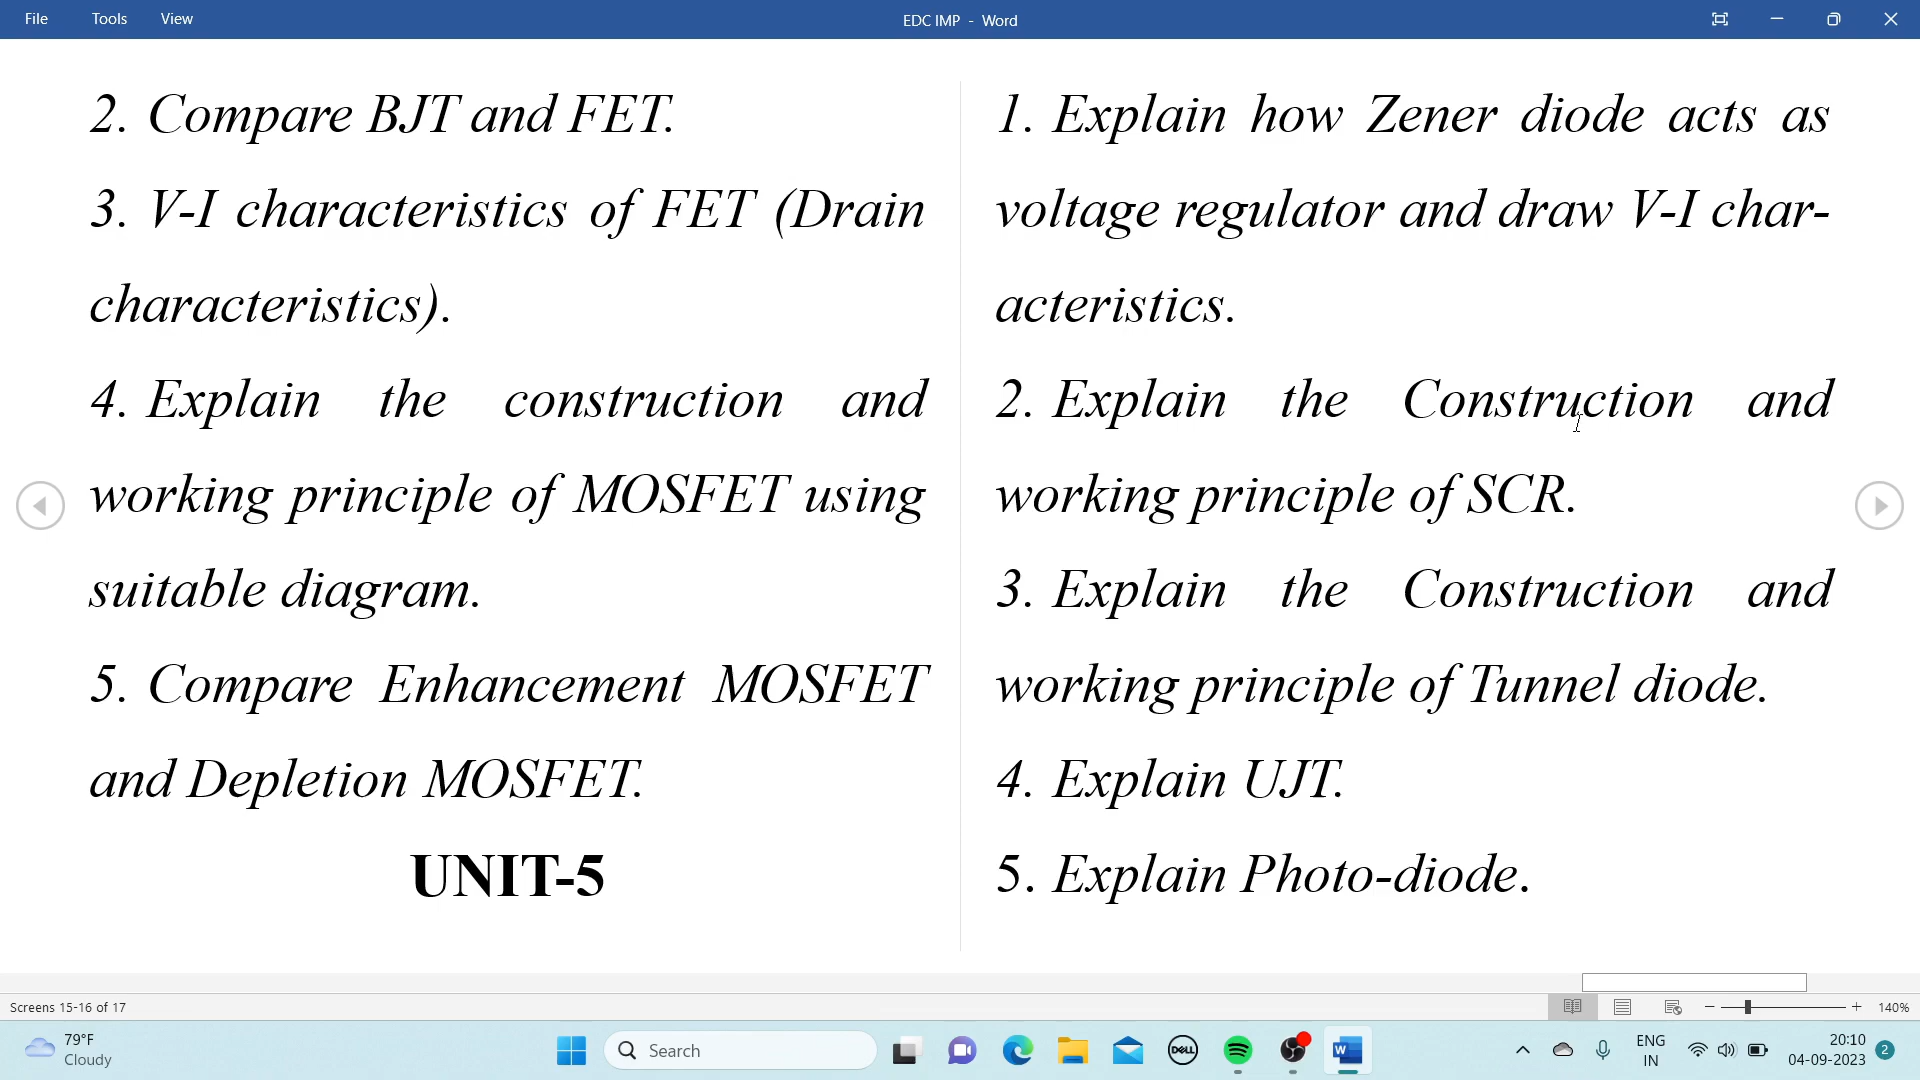 File Tools View
EDC IMP - Word
2. Compare BJT and FET.
3. V-I characteristics of FET (Drain
characteristics).
4. Explain the construction and
working principle of MOSFET using
suitable diagram.
5. Compare Enhancement MOSFET
and Depletion MOSFET.
UNIT-5
1. Explain how Zener diode acts as
voltage regulator and draw V-I char-
acteristics.
2. Explain the Construction and
working principle of SCR.
3. Explain the Construction and
working principle of Tunnel diode.
4. Explain UJT.
5. Explain Photo-diode.
Screens 15-16 of 17
140%
79°F
Cloudy
Search
DELL
W
ENG
IN
20:10
04-09-2023
2